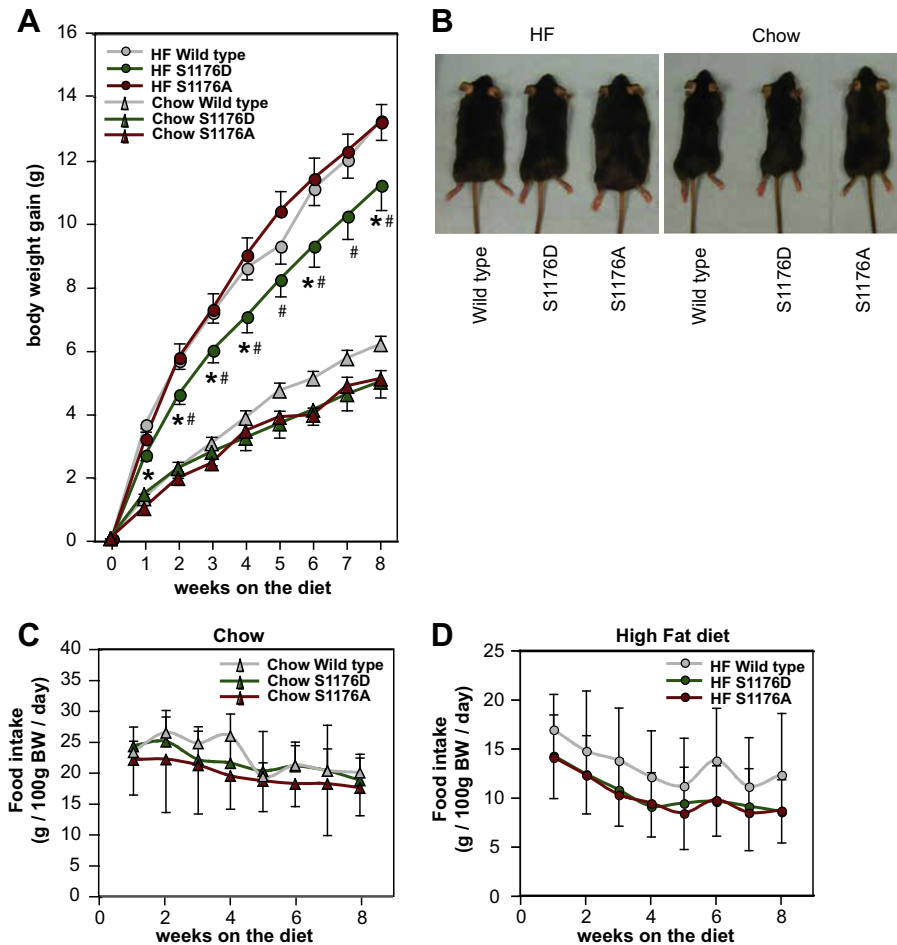 A
16
14
12
10
8
6
4
2
0
body weight gain (g)
HF Wild type
HF S1176D
HF S1176A
Chow Wild type
Chow S1176D
Chow S1176A
*
* #
* #
* #
#
* #
#
* #
0 1 2 3 4 5 6 7 8
weeks on the diet
B
HF Chow
Wild type S1176D S1176A Wild type S1176D S1176A
C
Chow
40
35
30
25
20
15
10
5
0
Food intake
(g / 100g BW / day)
Chow Wild type
Chow S1176D
Chow S1176A
0 2 4 6 8
weeks on the diet
D
High Fat diet
25
20
15
10
5
0
Food intake
(g / 100g BW / day)
HF Wild type
HF S1176D
HF S1176A
0 2 4 6 8
weeks on the diet